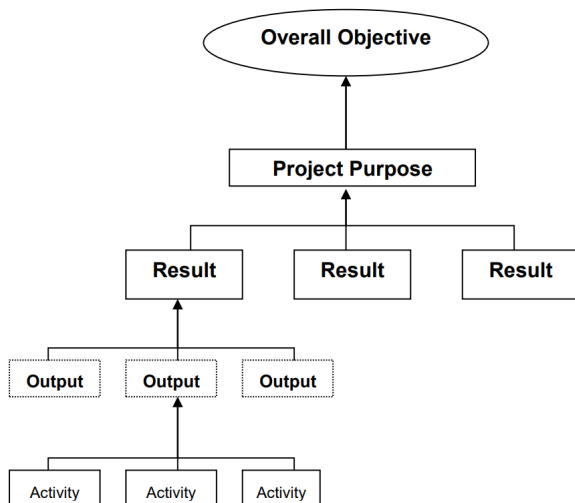 Overall Objective
Project Purpose
Result
Result
Result
Output
Output
Output
Activity
Activity
Activity